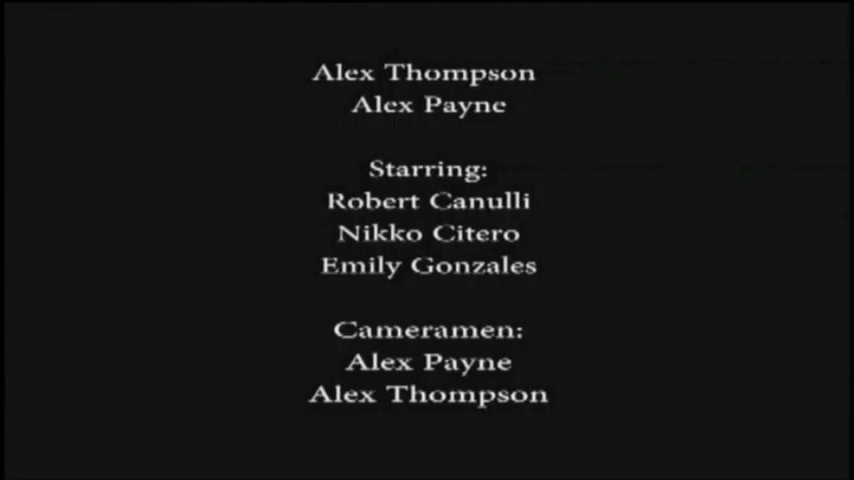 Alex Thompson
Alex Payne
Starring:
Robert Canulli
Nikko Citero
Emily Gonzales
Cameramen:
Alex Payne
Alex Thompson